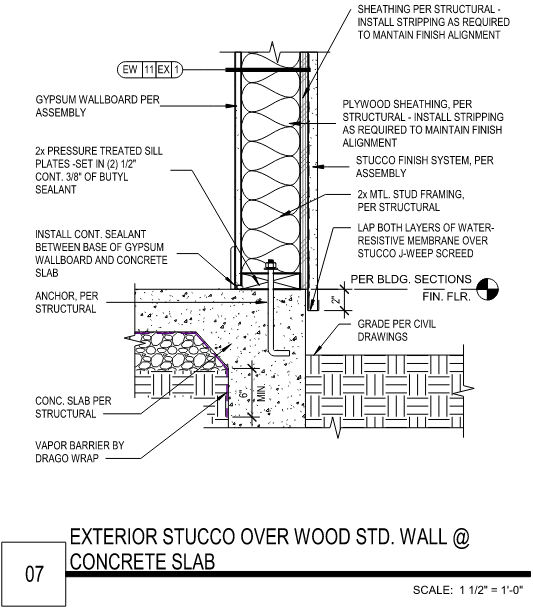 SHEATHING PER STRUCTURAL -
INSTALL STRIPPING AS REQUIRED
TO MANTAIN FINISH ALIGNMENT
EW 11 EX 1
GYPSUM WALLBOARD PER
ASSEMBLY
PLYWOOD SHEATHING, PER
STRUCTURAL - INSTALL STRIPPING
AS REQUIRED TO MAINTAIN FINISH
ALIGNMENT
2x PRESSURE TREATED SILL
PLATES -SET IN (2) 1/2"
CONT. 3/8" OF BUTYL
SEALANT
STUCCO FINISH SYSTEM, PER
ASSEMBLY
2x MTL. STUD FRAMING,
PER STRUCTURAL
LAP BOTH LAYERS OF WATER-
RESISTIVE MEMBRANE OVER
STUCCO J-WEEP SCREED
INSTALL CONT. SEALANT
BETWEEN BASE OF GYPSUM
WALLBOARD AND CONCRETE
SLAB
PER BLDG. SECTIONS
FIN. FLR.
2"
ANCHOR, PER
STRUCTURAL
GRADE PER CIVIL
DRAWINGS
6"
MIN.
CONC. SLAB PER
STRUCTURAL
VAPOR BARRIER BY
DRAGO WRAP
07
EXTERIOR STUCCO OVER WOOD STD. WALL @
CONCRETE SLAB
SCALE: 1 1/2" = 1'-0"